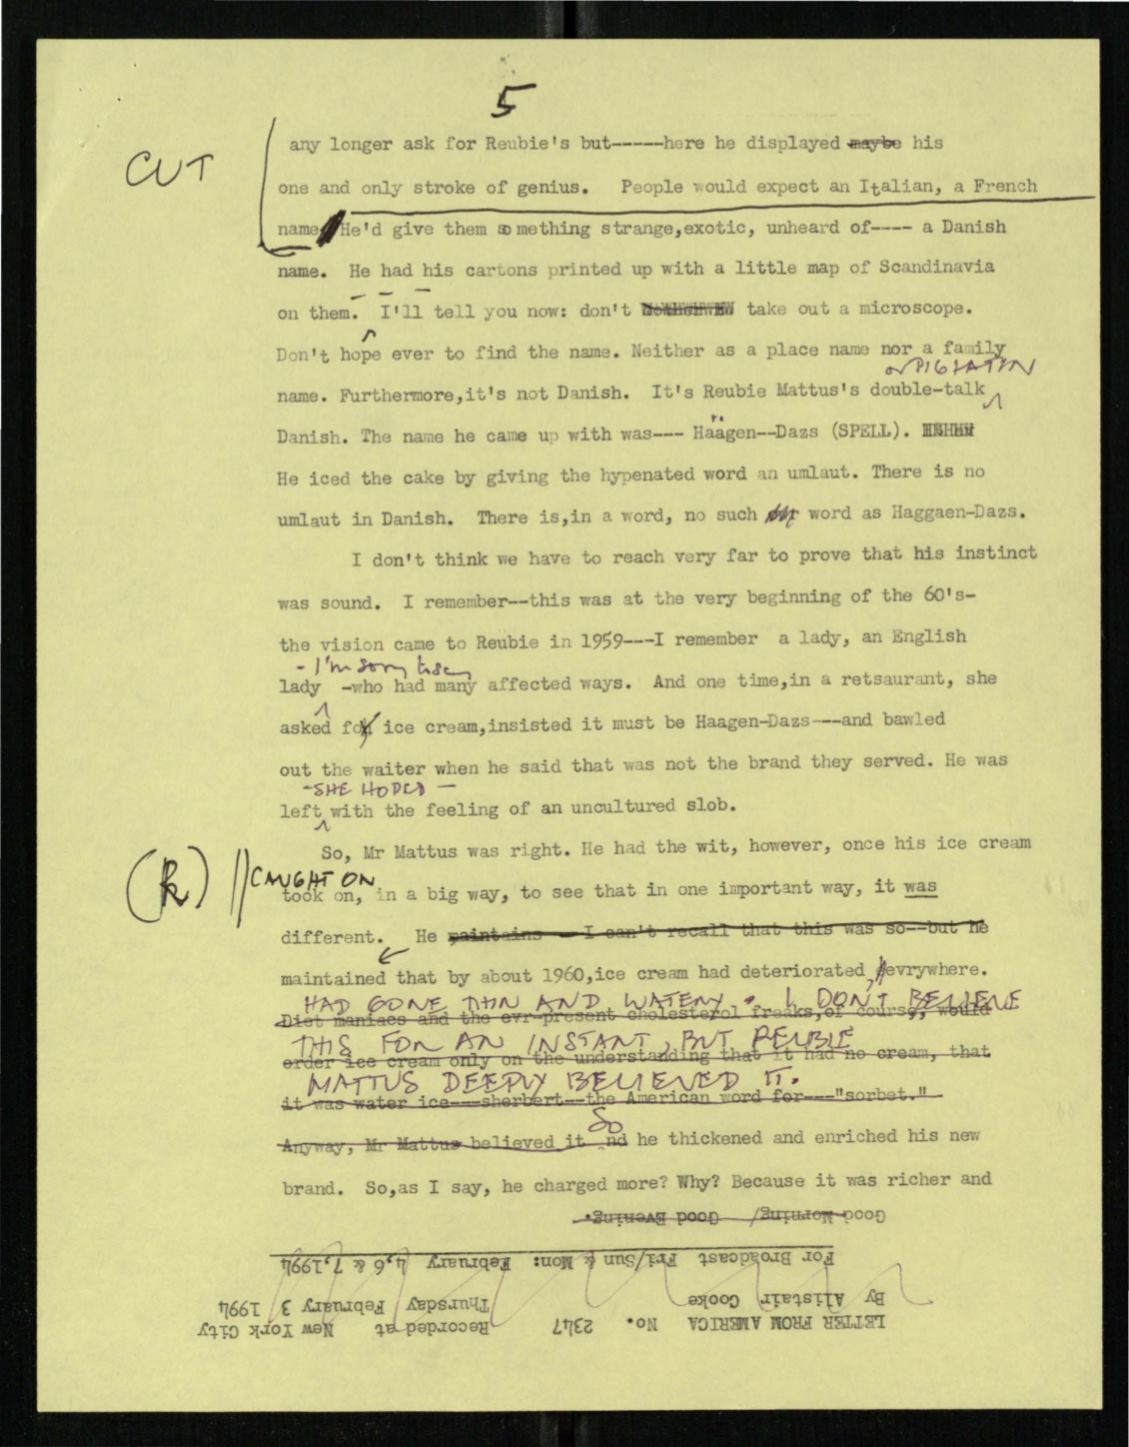 5
CUT
any longer ask for Reubie's but-----here he displayed maybe his
one and only stroke of genius. People would expect an Italian, a French
name. He'd give them something strange,exotic, unheard of---- a Danish
name. He had his cartons printed up with a little map of Scandinavia
on them. I'll tell you now: don't take out a microscope.
Don't hope ever to find the name. Neither as a place name nor a family
or PIG LATIN
name. Furthermore,it's not Danish. It's Reubie Mattus's double-talk
Danish. The name he came up with was--- Häagen--Dazs (SPELL).
He iced the cake by giving the hypenated word an umlaut. There is no
umlaut in Danish. There is,in a word, no such word as Haggaen-Dazs.
I don't think we have to reach very far to prove that his instinct
was sound. I remember--this was at the very beginning of the 60's-
the vision came to Reubie in 1959---I remember a lady, an English
- I'm sorry to say
lady -who had many affected ways. And one time,in a retsaurant, she
asked for ice cream,insisted it must be Haagen-Dazs---and bawled
out the waiter when he said that was not the brand they served. He was
-SHE HOPED -
left with the feeling of an uncultured slob.
So, Mr Mattus was right. He had the wit, however, once his ice cream
(R) // CAUGHT ON
took on, in a big way, to see that in one important way, it was
different. He maintains - I can't recall that this was so--but he
maintained that by about 1960,ice cream had deteriorated, evrywhere.
HAD GONE THIN AND WATERY. I DON'T BELIEVE
Diet maniacs and the evr-present cholesterol freaks,of course, would
THIS FOR AN INSTANT, BUT REUBIE
order ice cream only on the understanding that it had no cream, that
MATTUS DEEPLY BELIEVED IT.
it was water ice---sherbert--the American word for---"sorbet."
So
Anyway, Mr Mattus believed it nd he thickened and enriched his new
brand. So,as I say, he charged more? Why? Because it was richer and
Good Morning/ Good Evening.
For Broadcast Fri/Sun & Mon: February 4,6 & 7,1994
By Alistair Cooke Thursday February 3 1994
LETTER FROM AMERICA No. 2347 Recorded at New York City